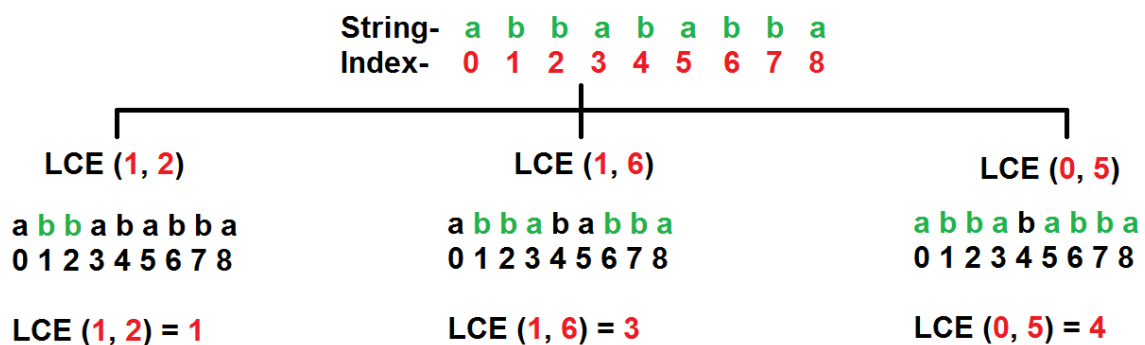 String- a b b a b a b b a
Index- 0 1 2 3 4 5 6 7 8
LCE (1, 2)
a b b a b a b b a
0 1 2 3 4 5 6 7 8
LCE (1, 2) = 1
LCE (1, 6)
a b b a b a b b a
0 1 2 3 4 5 6 7 8
LCE (1, 6) = 3
LCE (0, 5)
a b b a b a b b a
0 1 2 3 4 5 6 7 8
LCE (0, 5) = 4